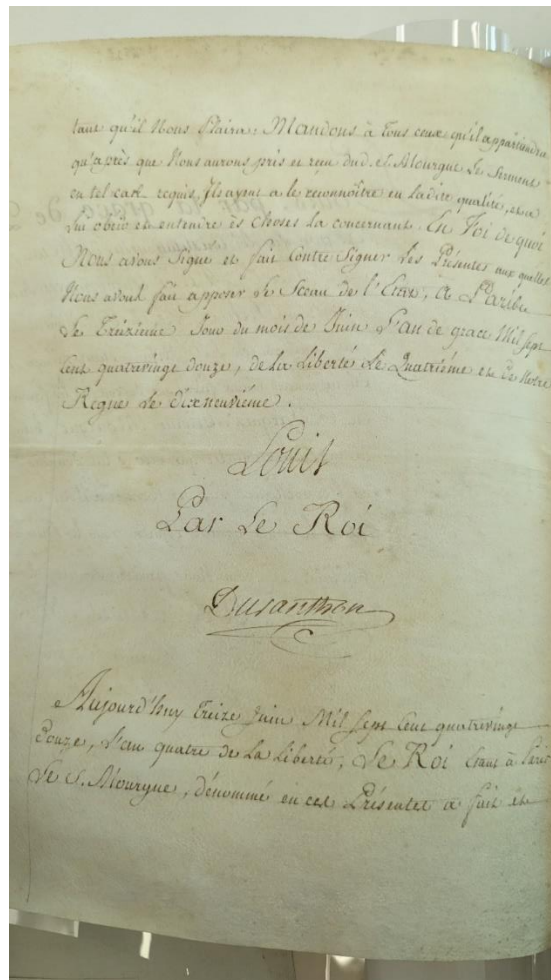 tant qu'il Nous Plaira; Mandons à Tous ceux qu'il appartiendra
qu'après que Nous aurons pris et reçu dud. S. Mourgue Le Serment
en tel cas requis, Ils ayent a le reconnoître en ladite qualité, et a
Lui obeir et entendre ès choses La concernant. En Foi de quoi
Nous avons Signé et fait Contre Signer Les Présentes aux quelles
Nous avons fait apposer Le Sceau de l'Etat, à Paris
Le Treizieme Jour du mois de Juin L'an de grace Mil Sept
Cent quatrevingt douze, de la Liberté Le Quatriéme et de Notre
Regne Le dixneuviéme.
Louis
Par Le Roi
Duranthon
Aujourd'huy Treize Juin Mil Sept Cent quatrevingt
douze, L'an quatre de La Liberté, Le Roi étant à Paris
Le S. Mourgue, dénommé en ces Présentes a fait et